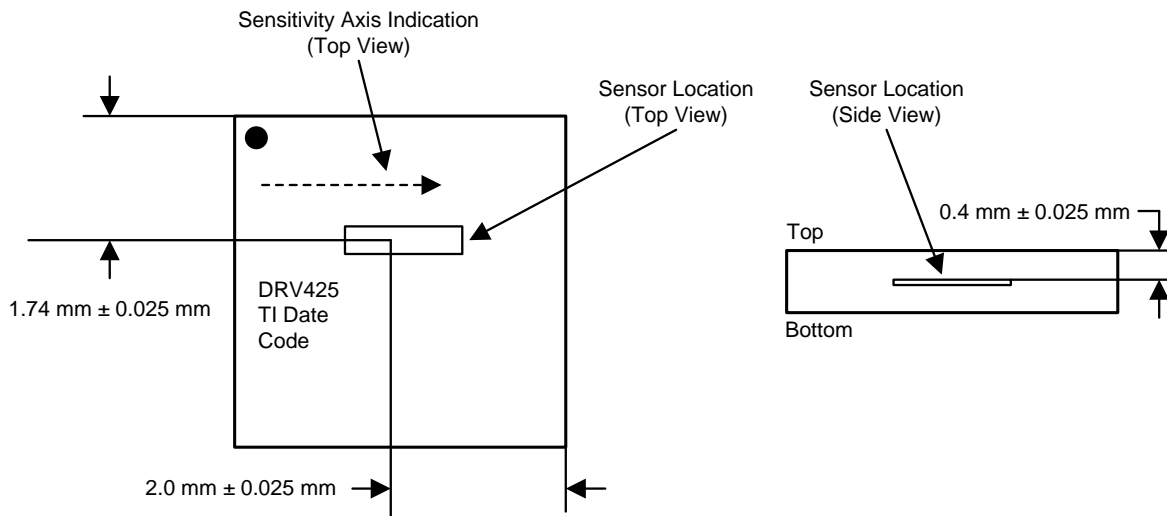 Sensitivity Axis Indication
(Top View)
Sensor Location
(Top View)
Sensor Location
(Side View)
0.4 mm ± 0.025 mm
Top
Bottom
1.74 mm ± 0.025 mm
DRV425
TI Date
Code
2.0 mm ± 0.025 mm